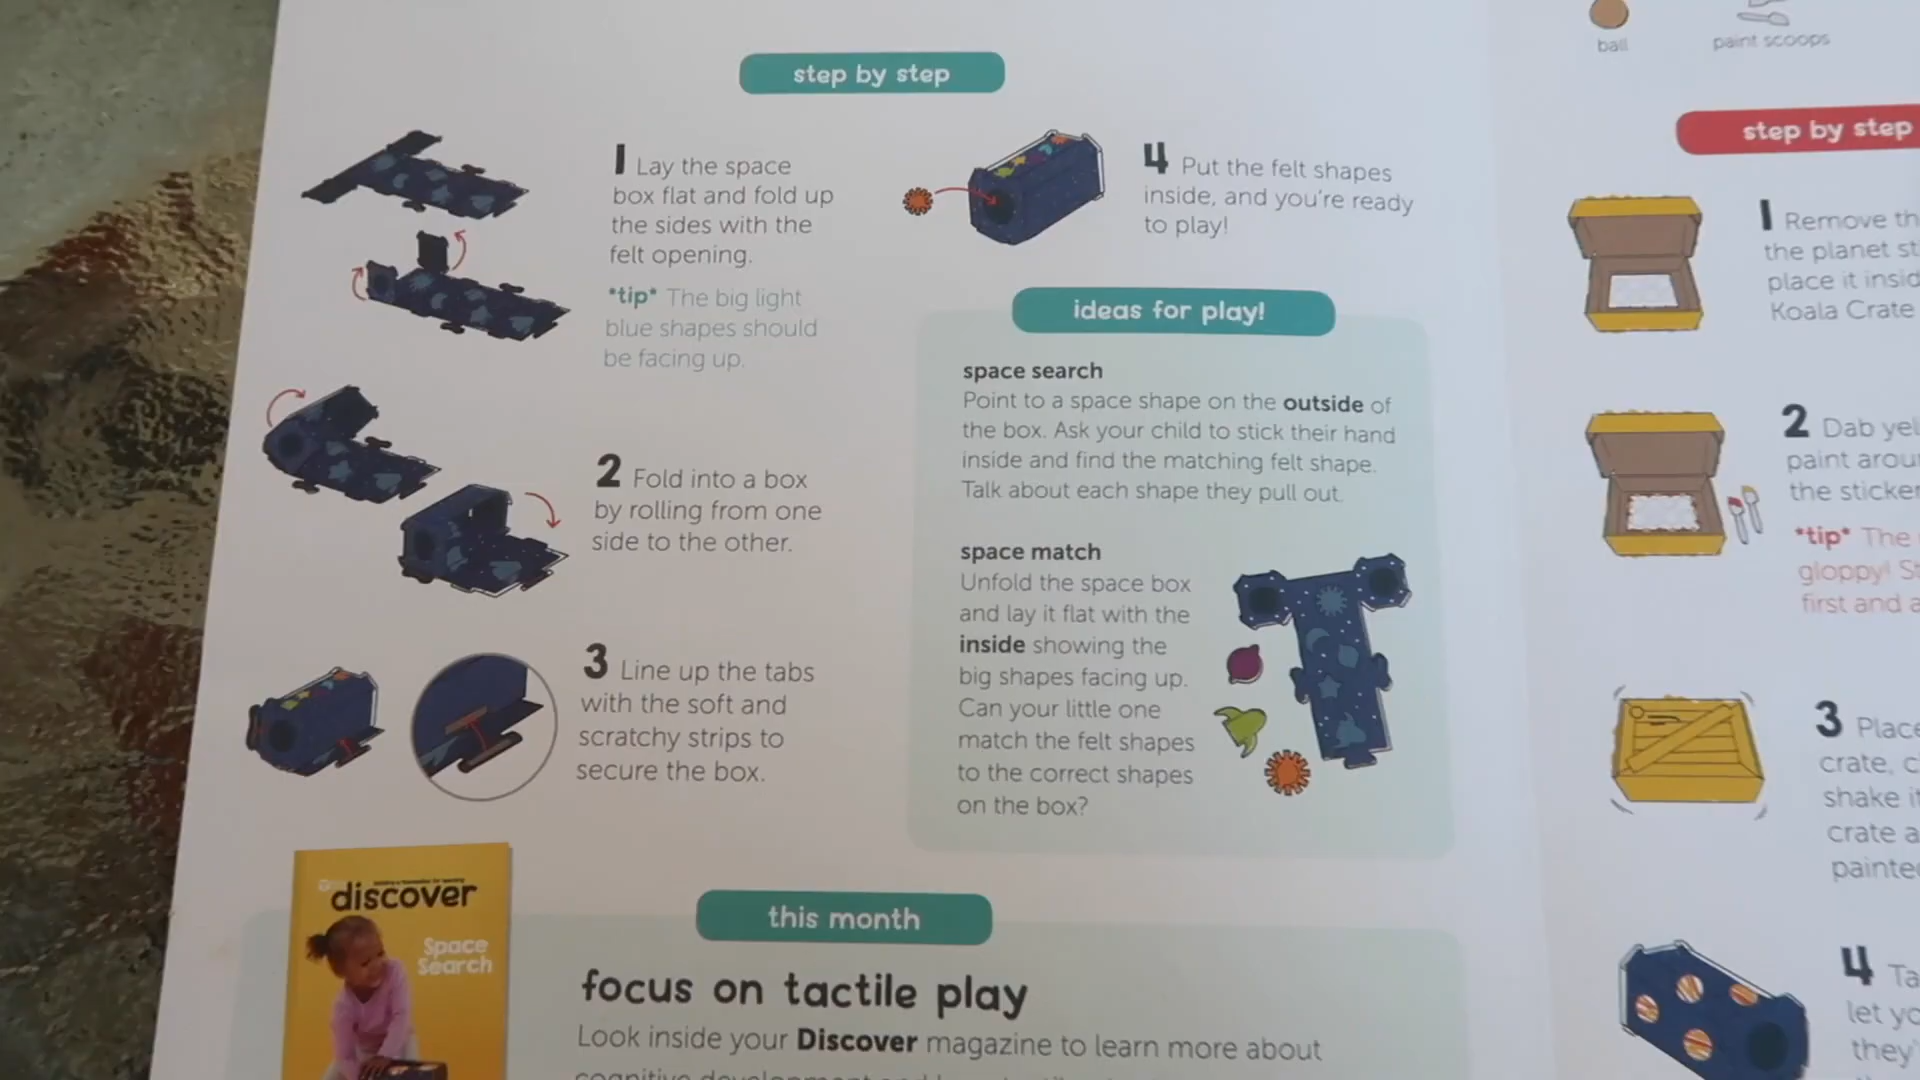 step by step
1 Lay the space
box flat and fold up
the sides with the
felt opening.
*tip* The big light
blue shapes should
be facing up.
2 Fold into a box
by rolling from one
side to the other.
3 Line up the tabs
with the soft and
scratchy strips to
secure the box.
4 Put the felt shapes
inside, and you're ready
to play!
ideas for play!
space search
Point to a space shape on the outside of
the box. Ask your child to stick their hand
inside and find the matching felt shape.
Talk about each shape they pull out.
space match
Unfold the space box
and lay it flat with the
inside showing the
big shapes facing up.
Can your little one
match the felt shapes
to the correct shapes
on the box?
discover
Space
Search
this month
focus on tactile play
Look inside your Discover magazine to learn more about
cognitive development
ball
paint scoops
step by step
1 Remove th
the planet st
place it insid
Koala Crate
2 Dab yel
paint arou
the sticker
*tip* The
gloppy! St
first and a
3 Place
crate, c
shake it
crate a
painte
4 Ta
let yo
they'